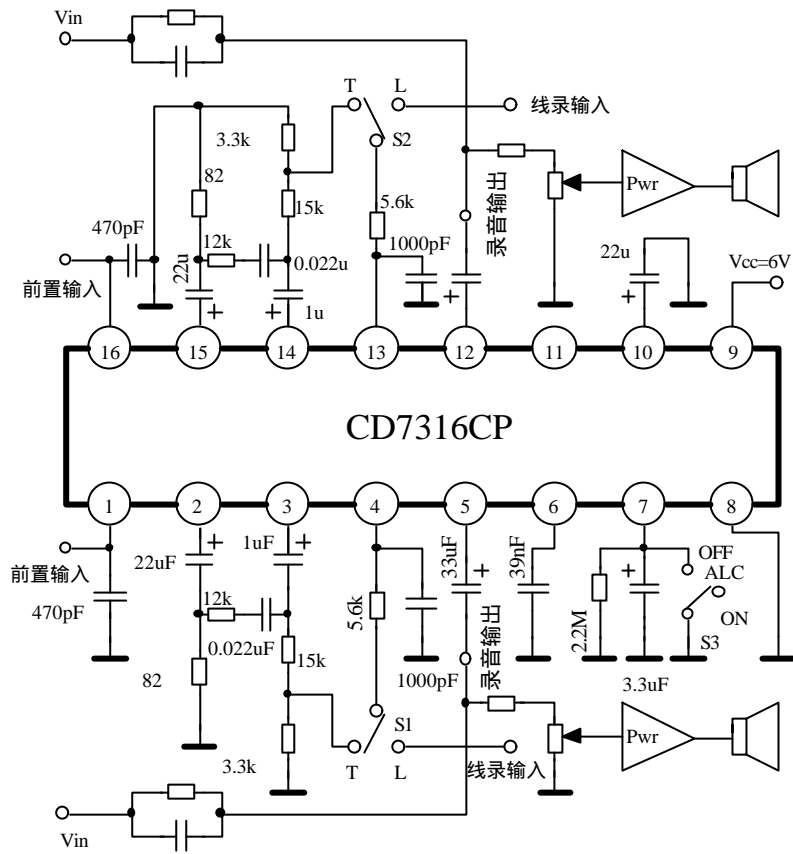 Vin
T
L
线录输入
3.3k
S2
82
15k
5.6k
录音输出
Pwr
470pF
12k
0.022u
1000pF
22u
Vcc=6V
前置输入
22u
1u
16
15
14
13
12
11
10
9
CD7316CP
1
2
3
4
5
6
7
8
前置输入
22uF
1uF
33uF
39nF
OFF
ALC
ON
470pF
12k
5.6k
2.2M
S3
0.022uF
15k
录音输出
82
1000pF
3.3uF
S1
Pwr
3.3k
T
L
线录输入
Vin